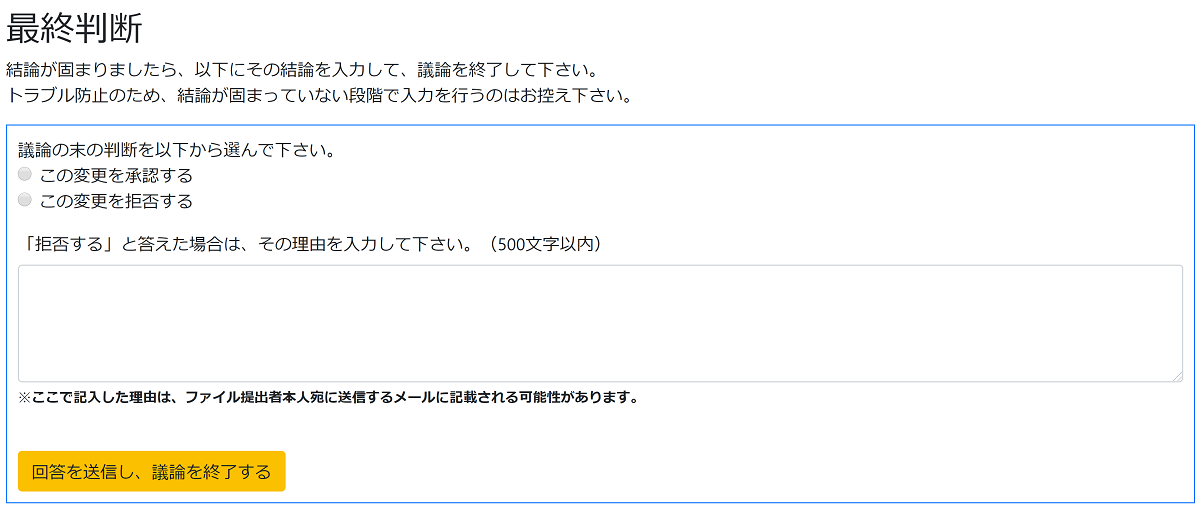 最終判断
結論が固まりましたら、以下にその結論を入力して、議論を終了して下さい。
トラブル防止のため、結論が固まっていない段階で入力を行うのはお控え下さい。
議論の末の判断を以下から選んで下さい。
この変更を承認する
この変更を拒否する
「拒否する」と答えた場合は、その理由を入力して下さい。（500文字以内）
※ここで記入した理由は、ファイル提出者本人宛に送信するメールに記載される可能性があります。
回答を送信し、議論を終了する